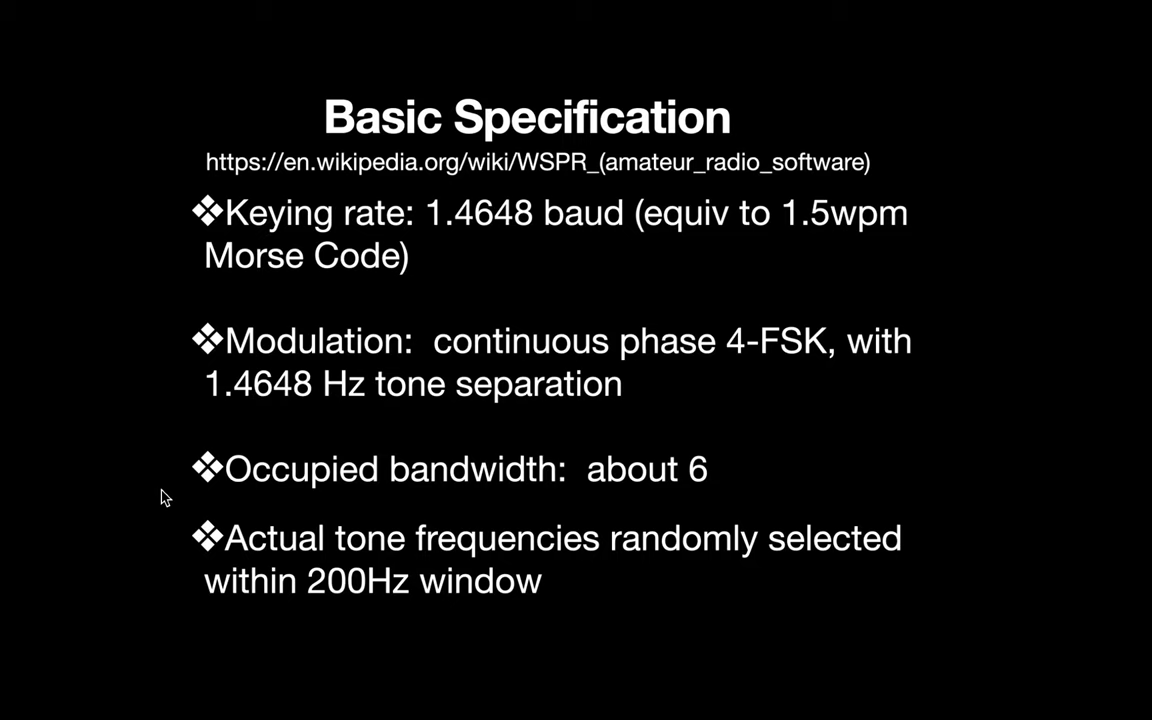 Basic Specification
https://en.wikipedia.org/wiki/WSPR_(amateur_radio_software)
❖Keying rate: 1.4648 baud (equiv to 1.5wpm
Morse Code)
❖Modulation:  continuous phase 4-FSK, with
1.4648 Hz tone separation
❖Occupied bandwidth:  about 6
❖Actual tone frequencies randomly selected
within 200Hz window